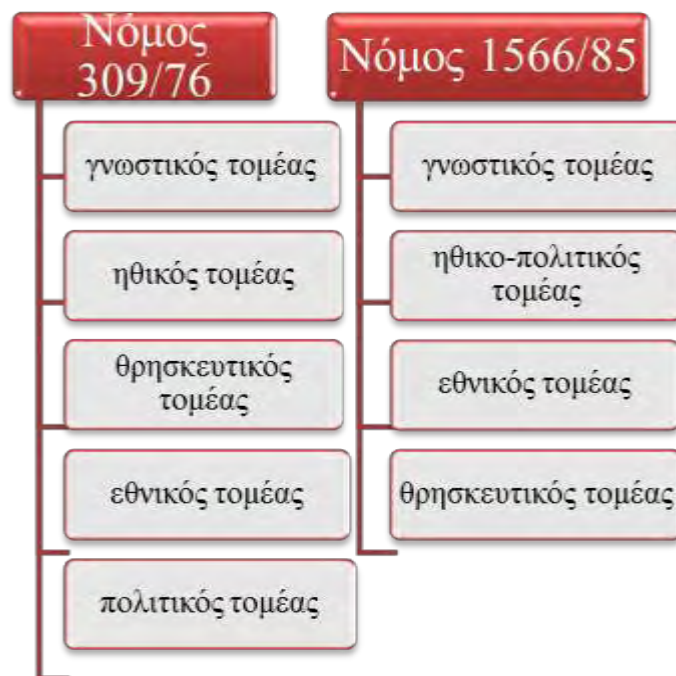 Νόμος
309/76
γνωστικός τομέας
ηθικός τομέας
θρησκευτικός
τομέας
εθνικός τομέας
πολιτικός τομέας
Νόμος 1566/85
γνωστικός τομέας
ηθικο-πολιτικός
τομέας
εθνικός τομέας
θρησκευτικός τομέας